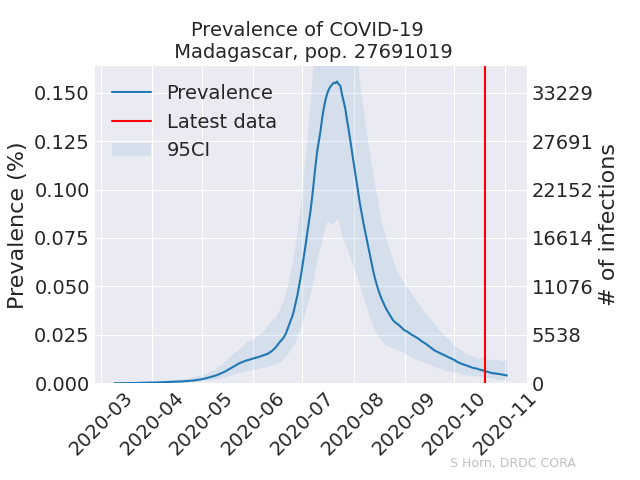 Prevalence of COVID-19
Madagascar, pop. 27691019
Prevalence
Latest data
95CI
Prevalence (%)
0.150
0.125
0.100
0.075
0.050
0.025
0.000
33229
27691
22152
16614
11076
5538
0
# of infections
2020-03
2020-04
2020-05
2020-06
2020-07
2020-08
2020-09
2020-10
2020-11
S Horn, DRDC CORA